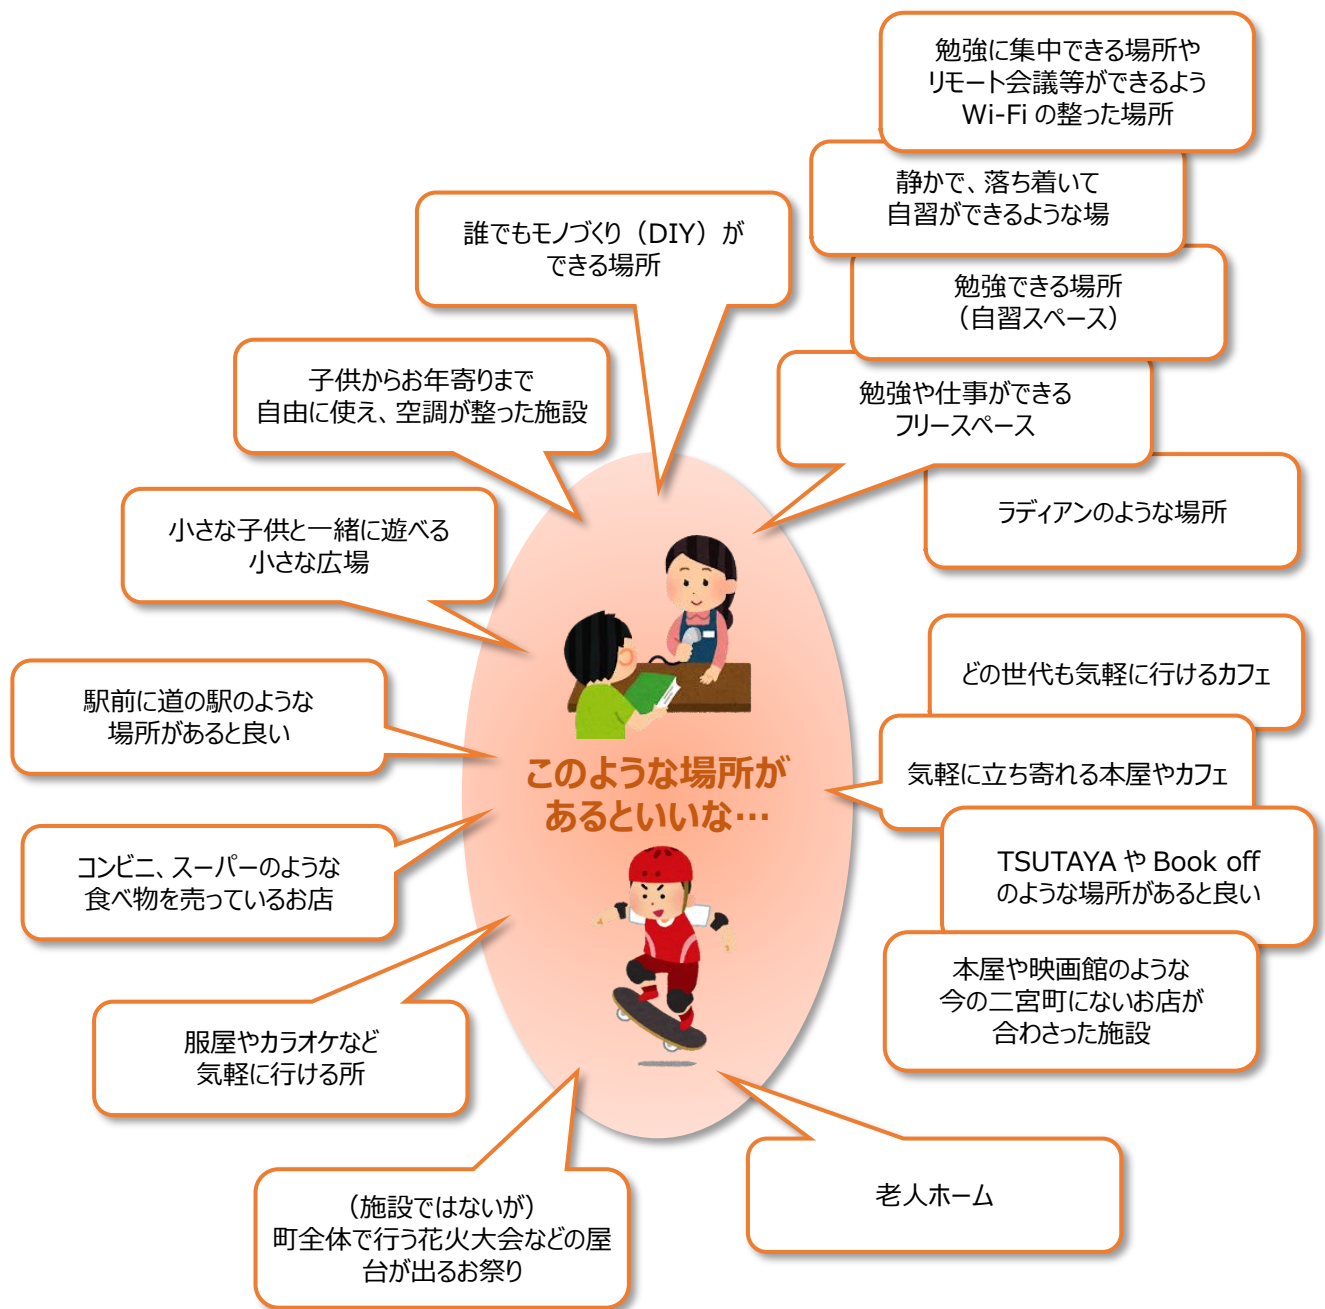 勉強に集中できる場所や
リモート会議等ができるよう
Wi-Fi の整った場所
静かで、落ち着いて
自習ができるような場
誰でもモノづくり（DIY）が
できる場所
勉強できる場所
（自習スペース）
子供からお年寄りまで
自由に使え、空調が整った施設
勉強や仕事ができる
フリースペース
小さな子供と一緒に遊べる
小さな広場
ラディアンのような場所
駅前に道の駅のような
場所があると良い
どの世代も気軽に行けるカフェ
このような場所が
あるといいな…
気軽に立ち寄れる本屋やカフェ
コンビニ、スーパーのような
食べ物を売っているお店
TSUTAYA や Book off
のような場所があると良い
本屋や映画館のような
今の二宮町にないお店が
合わさった施設
服屋やカラオケなど
気軽に行ける所
（施設ではないが）
町全体で行う花火大会などの屋
台が出るお祭り
老人ホーム